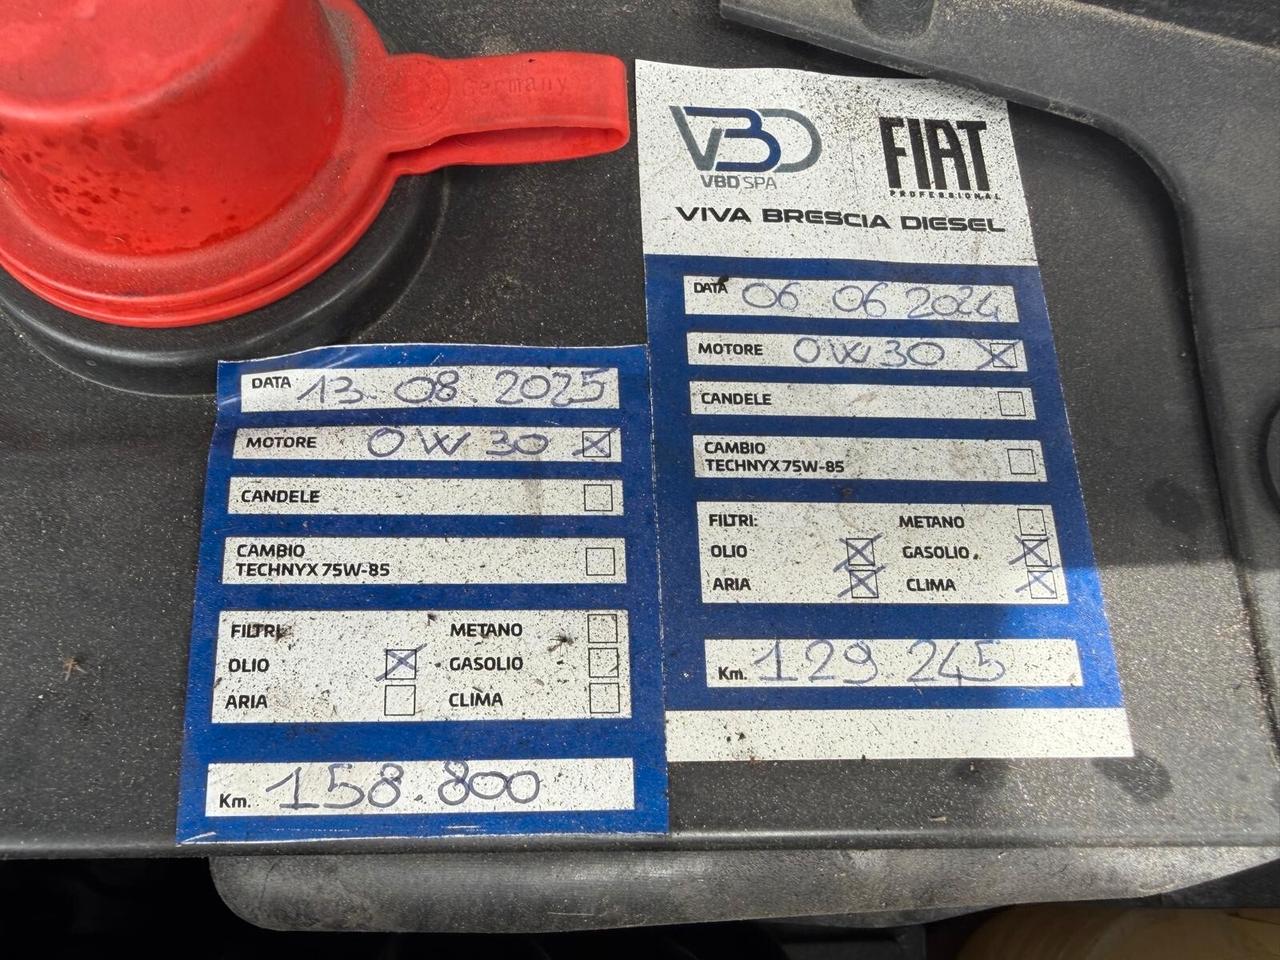 Germany
VBD SPA
FIAT
PROFESSIONAL
VIVA BRESCIA DIESEL
DATA 06 06 2024
MOTORE 0W30
CANDELE
CAMBIO
TECHNYX 75W-85
FILTRI: METANO
OLIO GASOLIO
ARIA CLIMA
Km. 129.245
DATA 13.08.2025
MOTORE 0W30
CANDELE
CAMBIO
TECHNYX 75W-85
FILTRI: METANO
OLIO GASOLIO
ARIA CLIMA
Km. 158.800